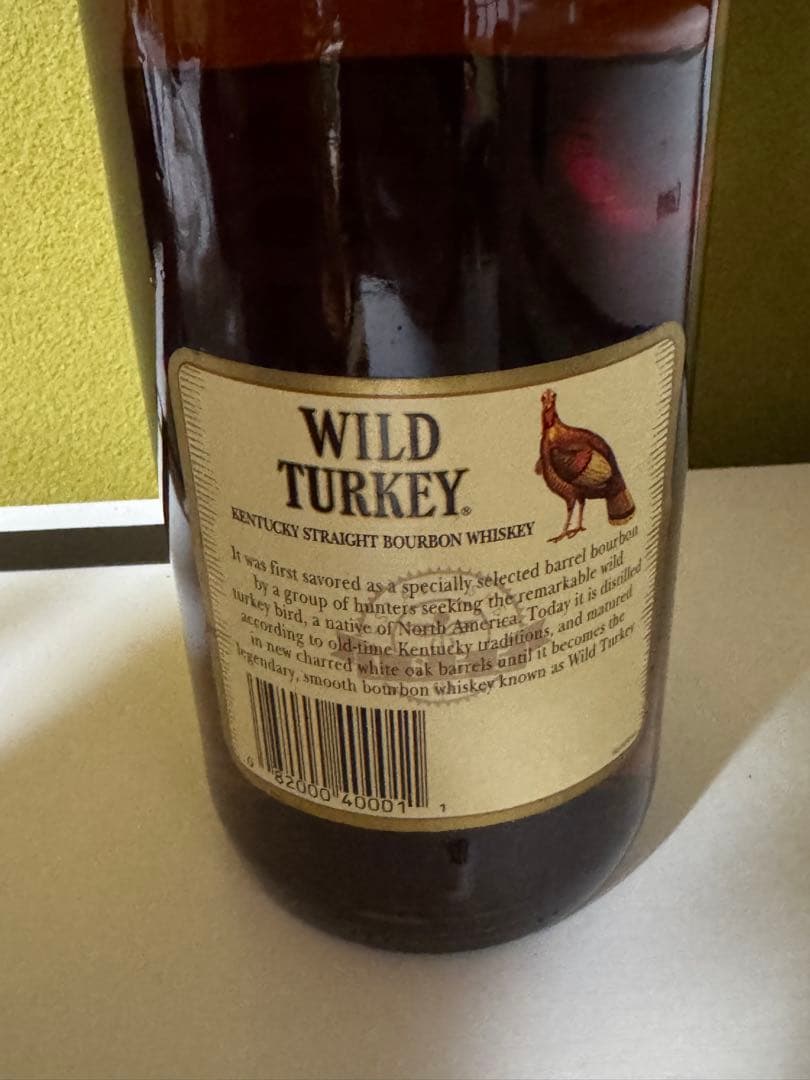 WILD
TURKEY®
KENTUCKY STRAIGHT BOURBON WHISKEY
It was first savored as a specially selected barrel bourbon
by a group of hunters seeking the remarkable wild
turkey bird, a native of North America. Today it is distilled
according to old-time Kentucky traditions, and matured
in new charred white oak barrels until it becomes the
legendary, smooth bourbon whiskey known as Wild Turkey
0 82000 40001 1